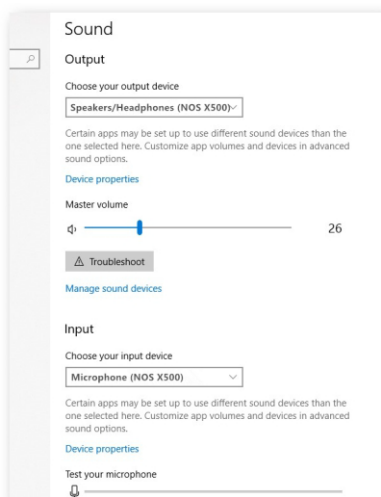 Sound
Output
Choose your output device
Speakers/Headphones (NOS X500)
Certain apps may be set up to use different sound devices than the
one selected here. Customize app volumes and devices in advanced
sound options.
Device properties
Master volume
26
Troubleshoot
Manage sound devices
Input
Choose your input device
Microphone (NOS X500)
Certain apps may be set up to use different sound devices than the
one selected here. Customize app volumes and devices in advanced
sound options.
Device properties
Test your microphone